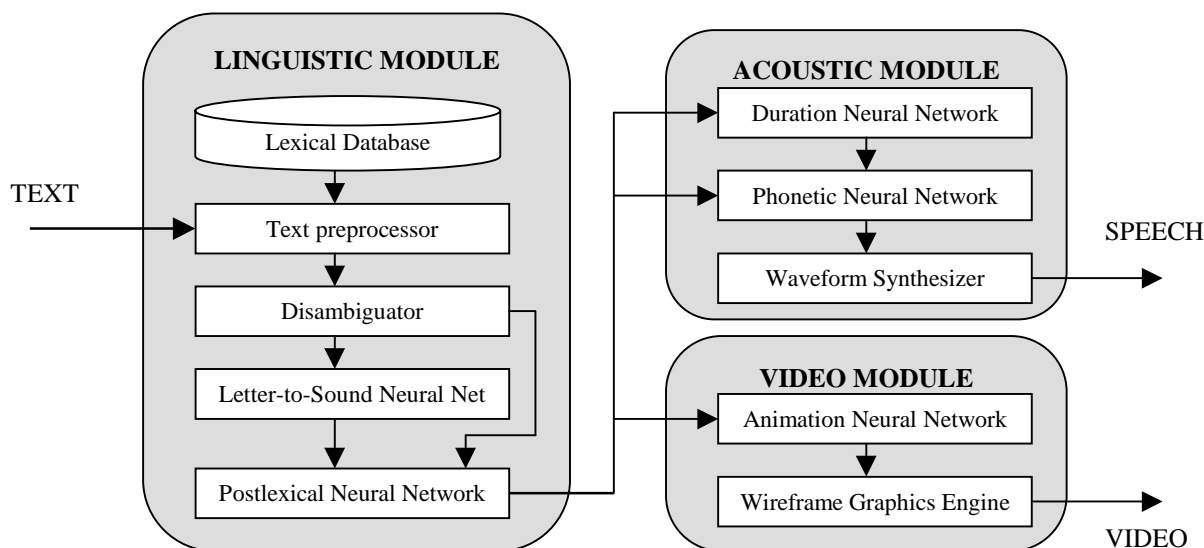 TEXT
LINGUISTIC MODULE
Lexical Database
Text preprocessor
Disambiguator
Letter-to-Sound Neural Net
Postlexical Neural Network
ACOUSTIC MODULE
Duration Neural Network
Phonetic Neural Network
Waveform Synthesizer
SPEECH
VIDEO MODULE
Animation Neural Network
Wireframe Graphics Engine
VIDEO